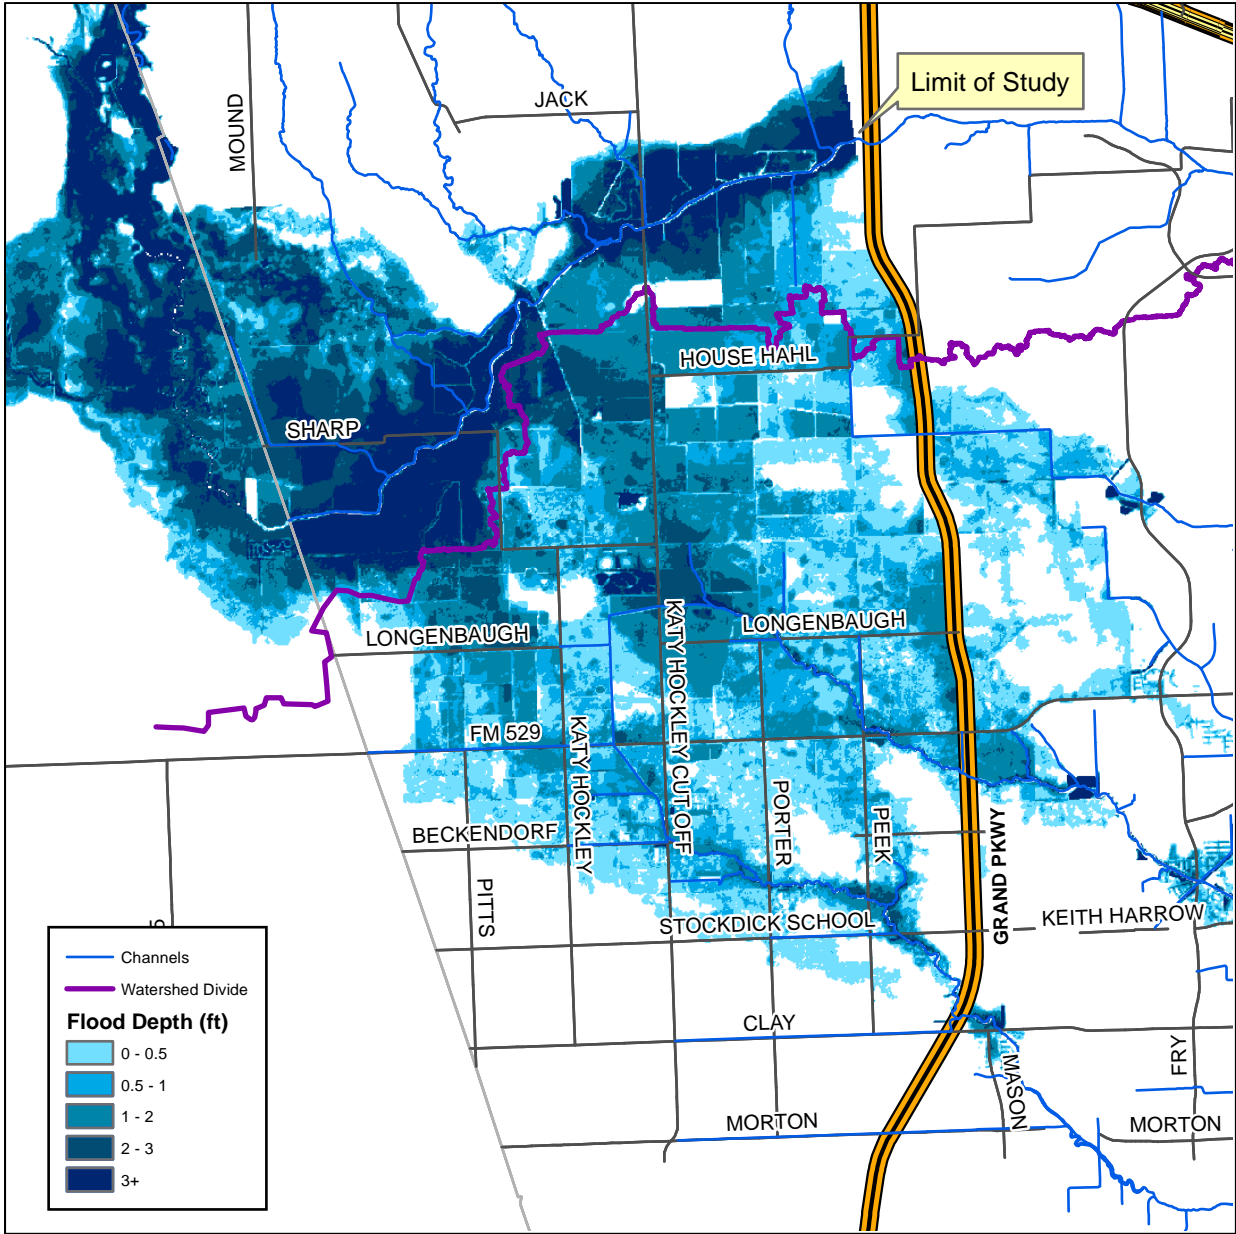 Limit of Study
JACK
MOUND
HOUSE HAHL
SHARP
LONGENBAUGH
LONGENBAUGH
KATY HOCKLEY CUT OFF
KATY HOCKLEY
FM 529
BECKENDORF
PORTER
PEEK
GRAND PKWY
PITTS
STOCKDICK SCHOOL
KEITH HARROW
CLAY
MASON
FRY
MORTON
MORTON
Channels
Watershed Divide
Flood Depth (ft)
0 - 0.5
0.5 - 1
1 - 2
2 - 3
3+